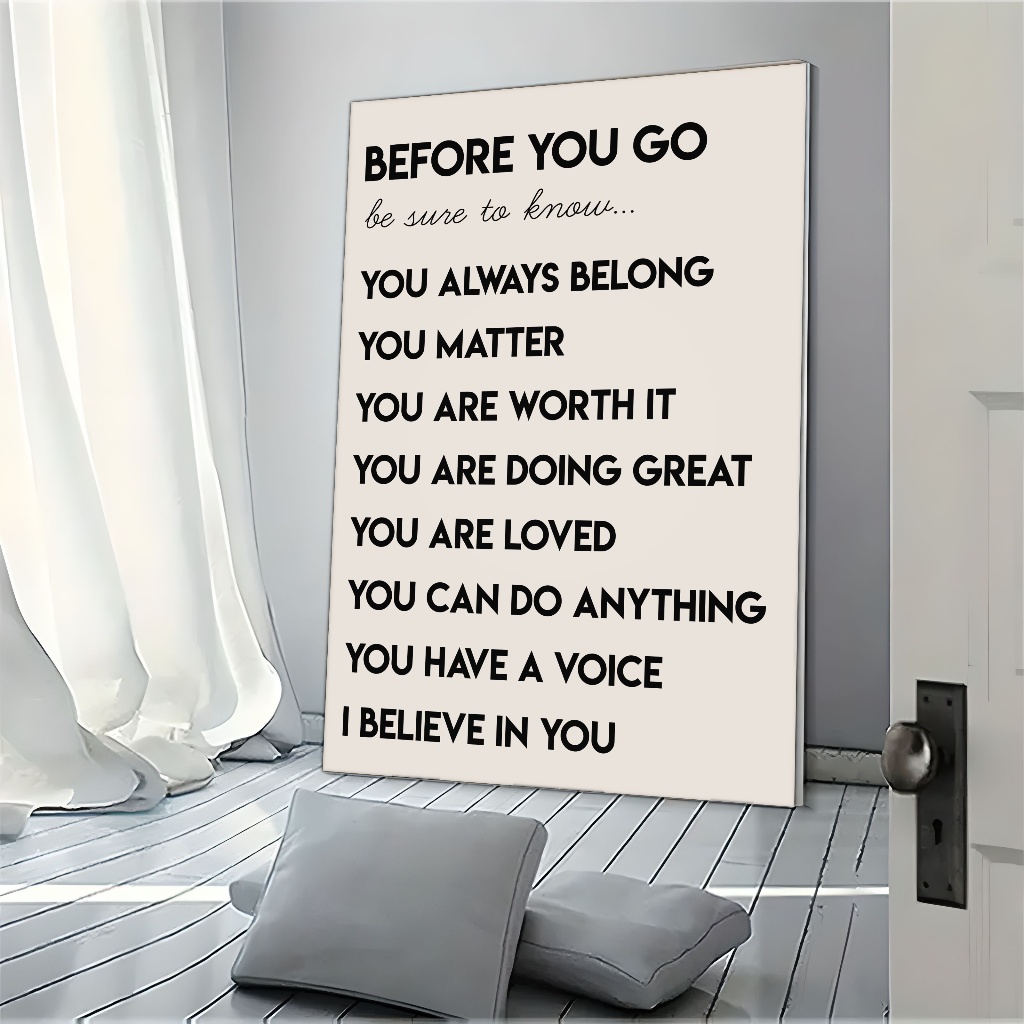 BEFORE YOU GO
be sure to know...
YOU ALWAYS BELONG
YOU MATTER
YOU ARE WORTH IT
YOU ARE DOING GREAT
YOU ARE LOVED
YOU CAN DO ANYTHING
YOU HAVE A VOICE
I BELIEVE IN YOU